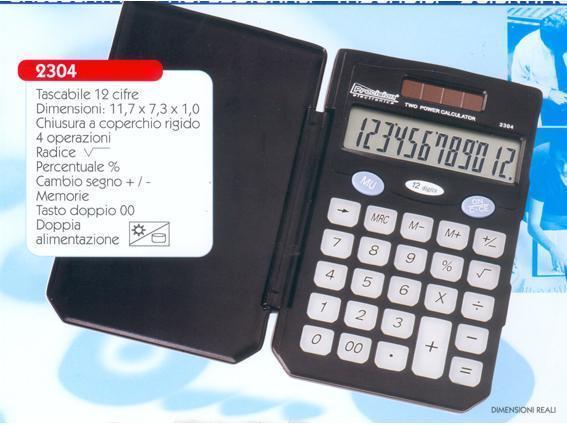 2304
Tascabile 12 cifre
Dimensioni: 11,7 x 7,3 x 1,0
Chiusura a coperchio rigido
4 operazioni
Radice √
Percentuale %
Cambio segno + / -
Memorie
Tasto doppio 00
Doppia
alimentazione
Precision
electronics
TWO POWER CALCULATOR
2304
123456789012.
MU
12 digits
ON
C•CE
→ MRC M− M+ +/−
7 8 9 % √
4 5 6 X ÷
1 2 3 + −
0 00 • =
DIMENSIONI REALI